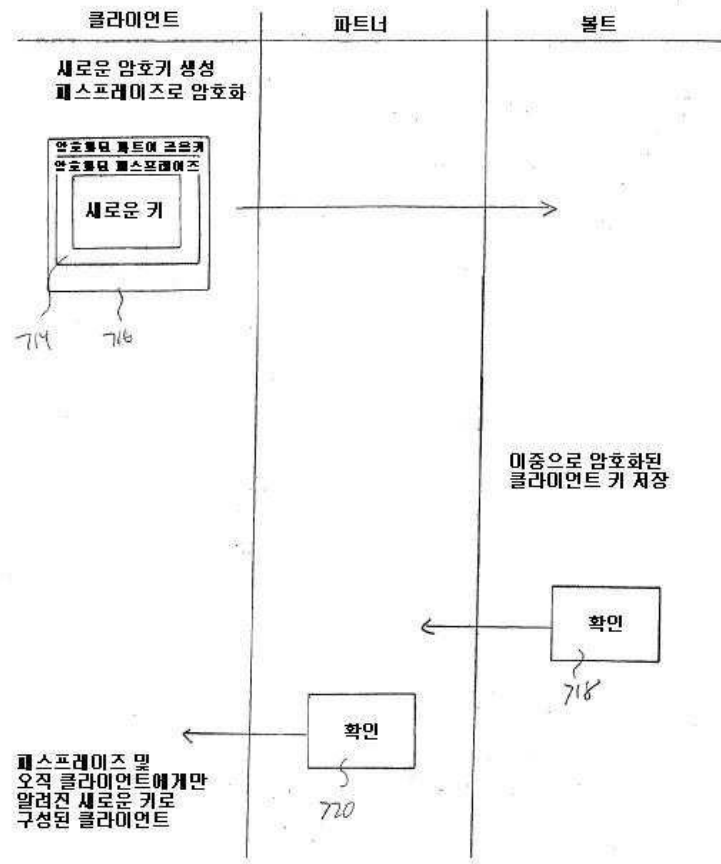 클라이언트
파트너
볼트
새로운 암호키 생성
패스프레이즈로 암호화
암호화된 파트너 공용키
암호화된 패스프레이즈
새로운 키
714
716
이중으로 암호화된
클라이언트 키 저장
확인
718
확인
720
패스프레이즈 및
오직 클라이언트에게만
알려진 새로운 키로
구성된 클라이언트